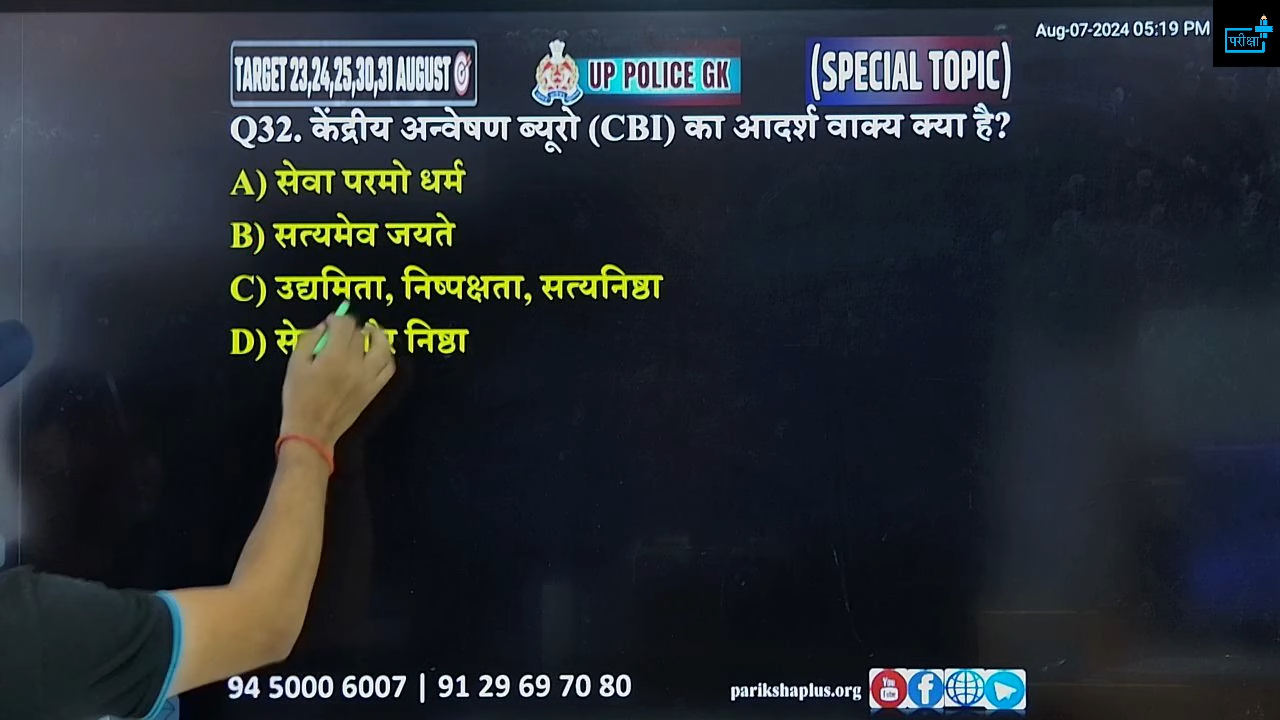 Aug-07-2024 05:19 PM
परीक्षा
TARGET 23,24,25,30,31 AUGUST
UP POLICE GK
(SPECIAL TOPIC)
Q32. केंद्रीय अन्वेषण ब्यूरो (CBI) का आदर्श वाक्य क्या है?
A) सेवा परमो धर्म
B) सत्यमेव जयते
C) उद्यमिता, निष्पक्षता, सत्यनिष्ठा
D) निष्ठा
94 5000 6007 | 91 29 69 70 80
parikshaplus.org
You Tube